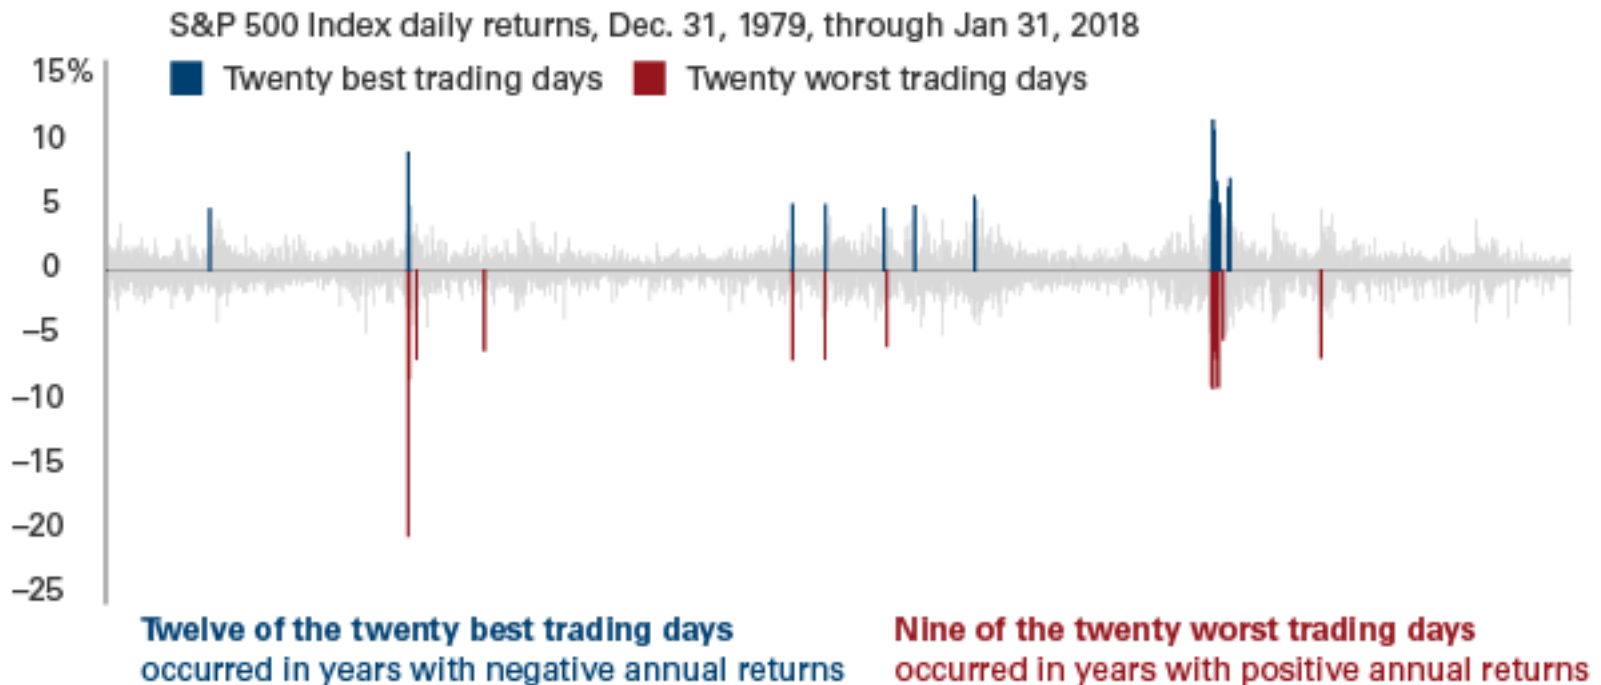 S&P 500 Index daily returns, Dec. 31, 1979, through Jan 31, 2018
Twenty best trading days
Twenty worst trading days
15%
10
5
0
–5
–10
–15
–20
–25
Twelve of the twenty best trading days
occurred in years with negative annual returns
Nine of the twenty worst trading days
occurred in years with positive annual returns